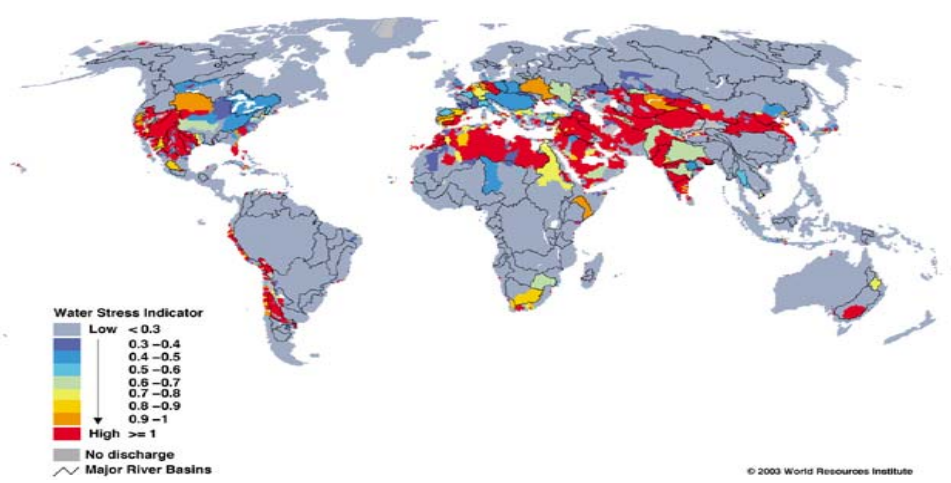 Water Stress Indicator
Low < 0.3
0.3 –0.4
0.4 –0.5
0.5 –0.6
0.6 –0.7
0.7 –0.8
0.8 –0.9
0.9 –1
High >= 1
No discharge
Major River Basins
© 2003 World Resources Institute